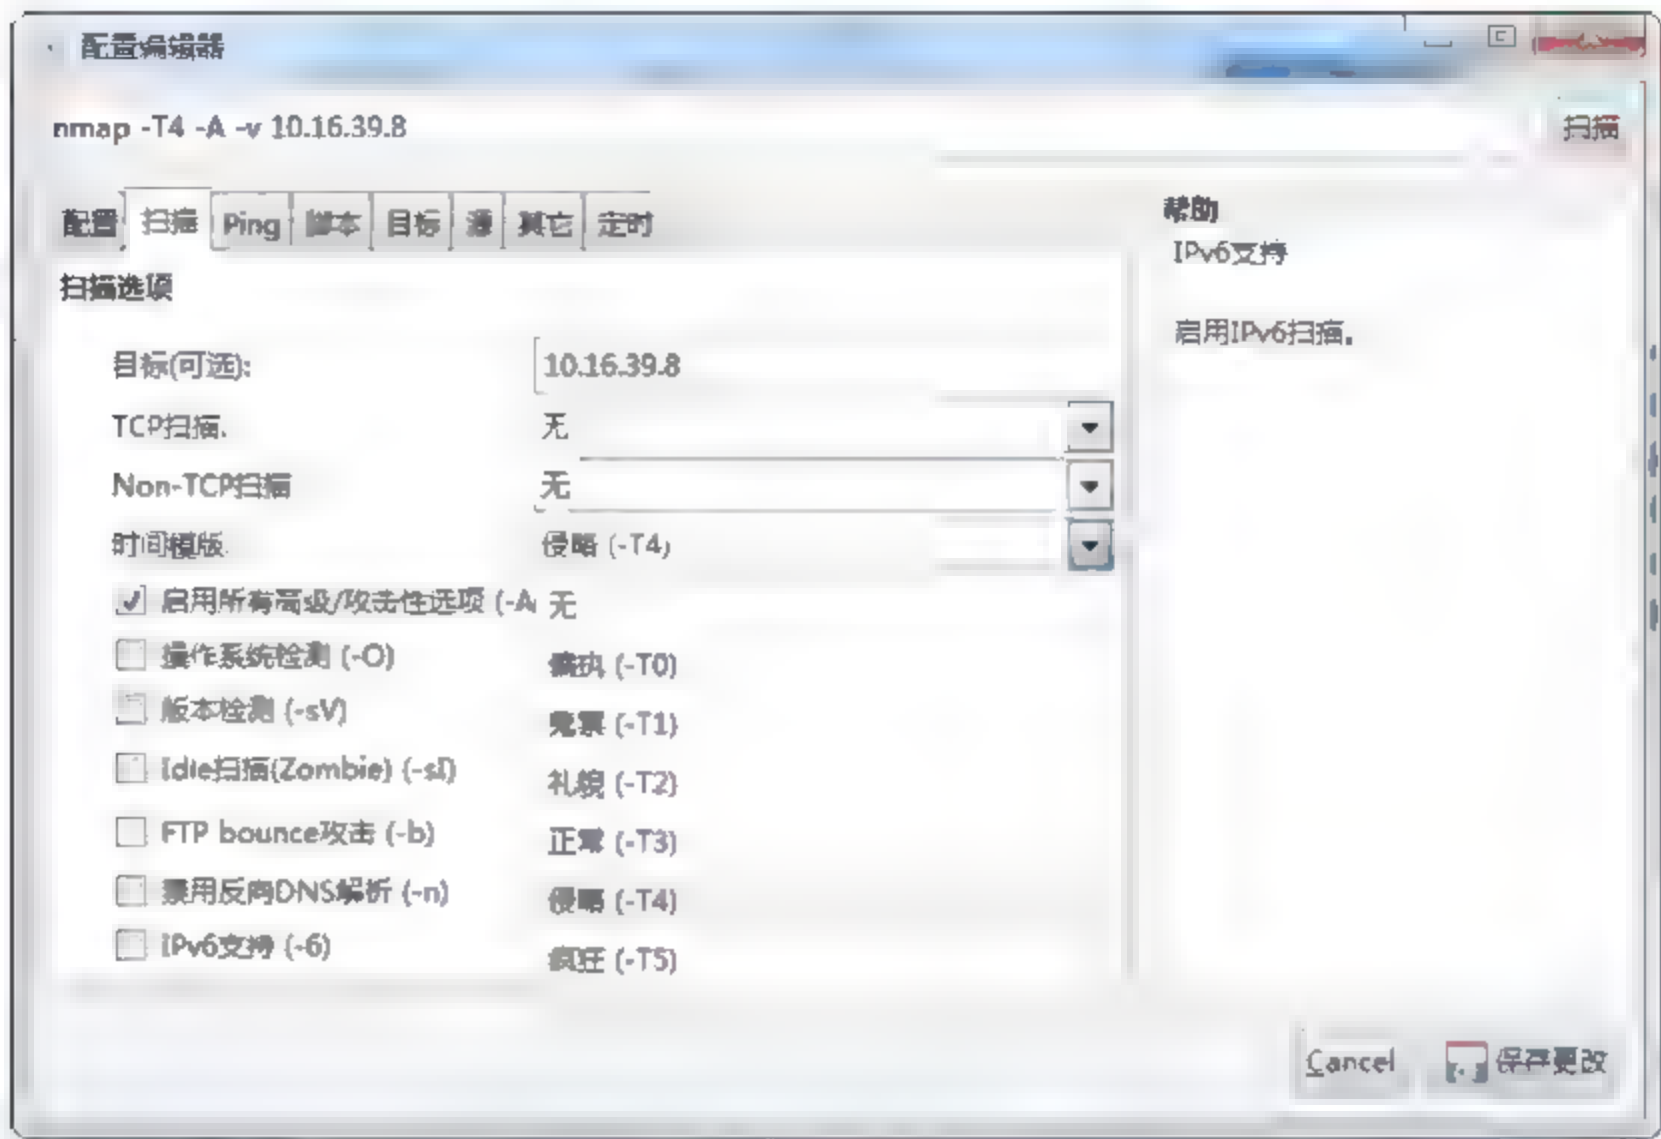 配置编辑器
nmap -T4 -A -v 10.16.39.8
扫描
配置 扫描 Ping 脚本 目标 源 其它 定时
帮助
IPv6支持
启用IPv6扫描。
扫描选项
目标(可选): 10.16.39.8
TCP扫描: 无
Non-TCP扫描 无
时间模版: 侵略 (-T4)
启用所有高级/攻击性选项 (-A 无
操作系统检测 (-O)
偏执 (-T0)
版本检测 (-sV)
鬼祟 (-T1)
Idle扫描(Zombie) (-sI)
礼貌 (-T2)
FTP bounce攻击 (-b)
正常 (-T3)
禁用反向DNS解析 (-n)
侵略 (-T4)
IPv6支持 (-6)
疯狂 (-T5)
Cancel 保存更改